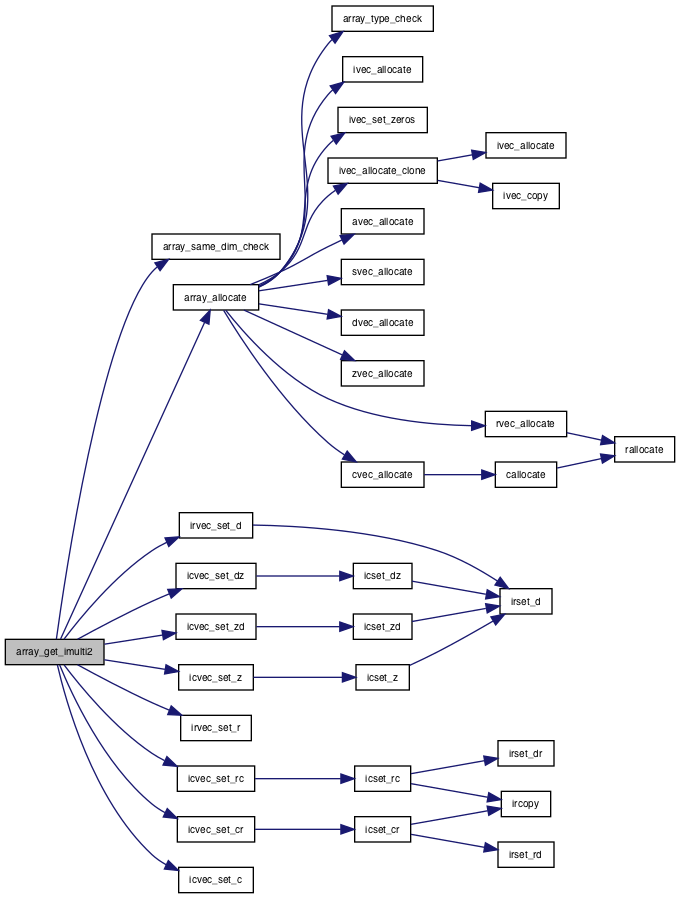 array_type_check
ivec_allocate
ivec_set_zeros
ivec_allocate_clone
ivec_allocate
ivec_copy
avec_allocate
array_same_dim_check
svec_allocate
array_allocate
dvec_allocate
zvec_allocate
rvec_allocate
rallocate
cvec_allocate
callocate
irvec_set_d
icvec_set_dz
icset_dz
irset_d
icvec_set_zd
icset_zd
array_get_imulti2
icvec_set_z
icset_z
irvec_set_r
irset_dr
icvec_set_rc
icset_rc
ircopy
icvec_set_cr
icset_cr
irset_rd
icvec_set_c